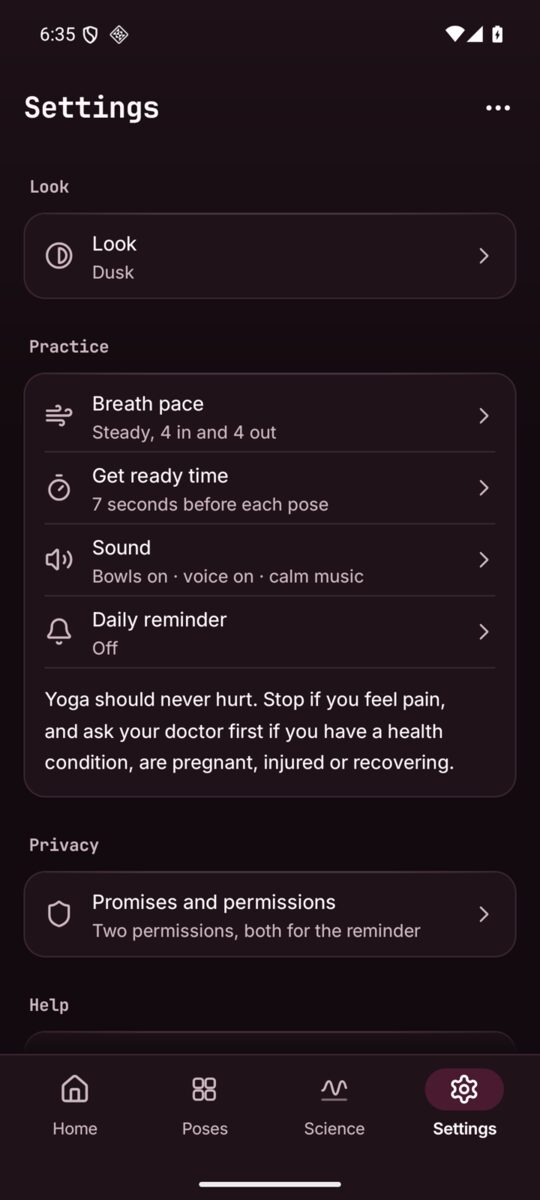 6:35
Settings
Look
Look
Dusk
Practice
Breath pace
Steady, 4 in and 4 out
Get ready time
7 seconds before each pose
Sound
Bowls on · voice on · calm music
Daily reminder
Off
Yoga should never hurt. Stop if you feel pain,
and ask your doctor first if you have a health
condition, are pregnant, injured or recovering.
Privacy
Promises and permissions
Two permissions, both for the reminder
Help
Home
Poses
Science
Settings